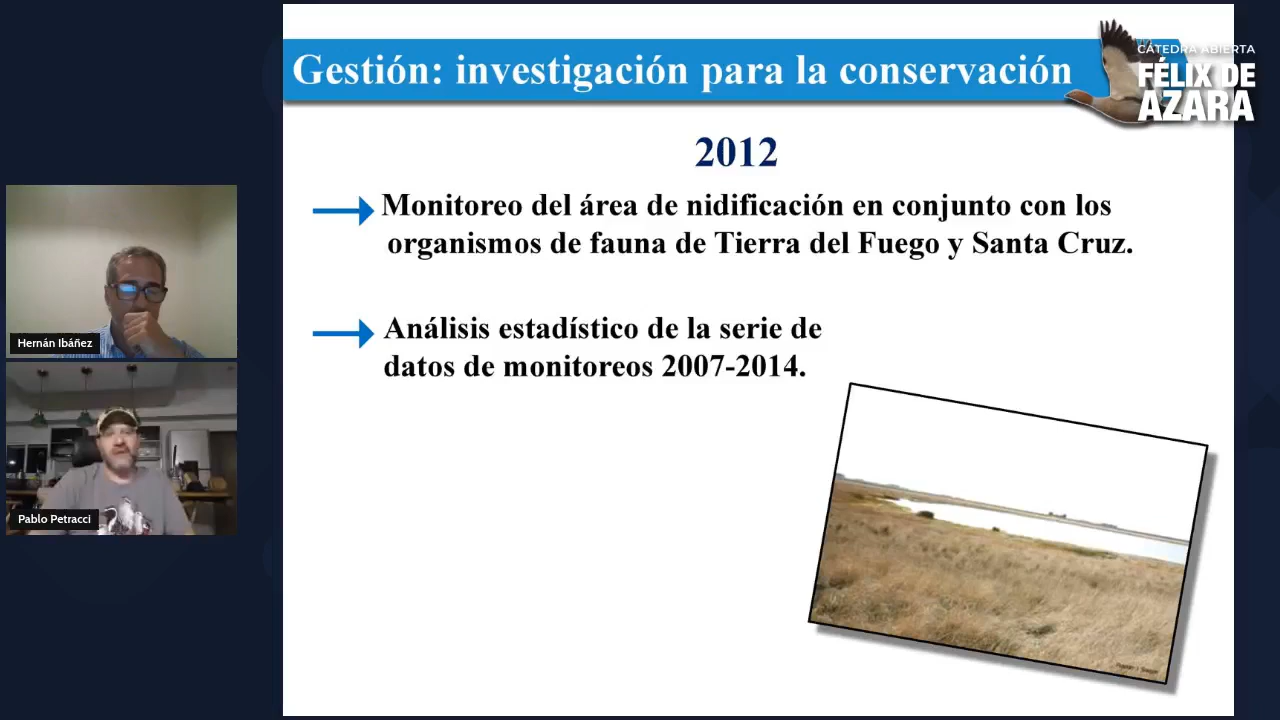 Gestión: investigación para la conservación
CÁTEDRA ABIERTA
FÉLIX DE
AZARA
2012
Monitoreo del área de nidificación en conjunto con los
organismos de fauna de Tierra del Fuego y Santa Cruz.
Análisis estadístico de la serie de
datos de monitoreos 2007-2014.
Hernán Ibáñez
Pablo Petracci